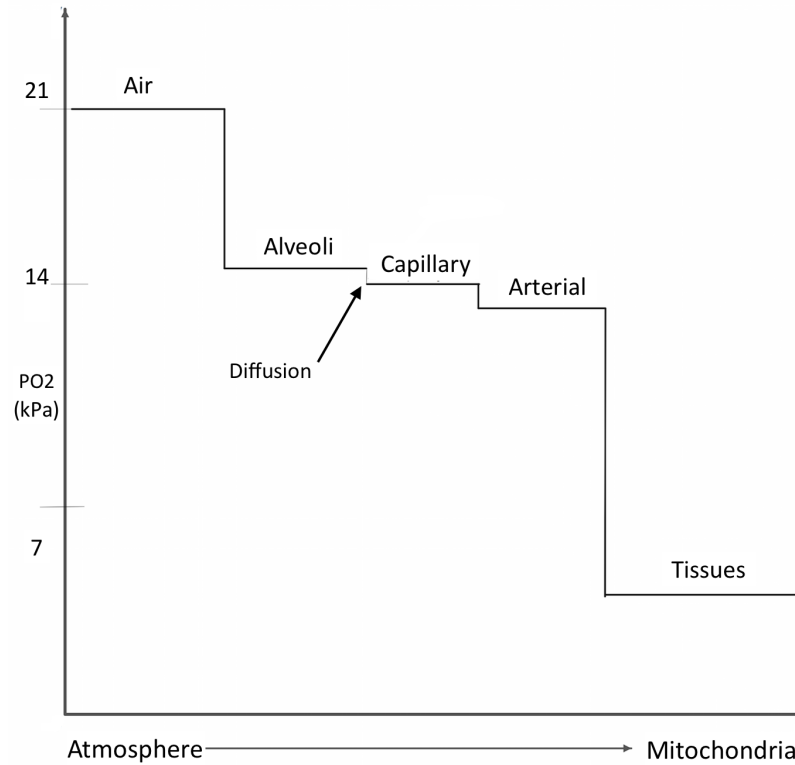 21
Air
Alveoli
Capillary
14
Arterial
Diffusion
PO2
(kPa)
7
Tissues
Atmosphere
Mitochondria